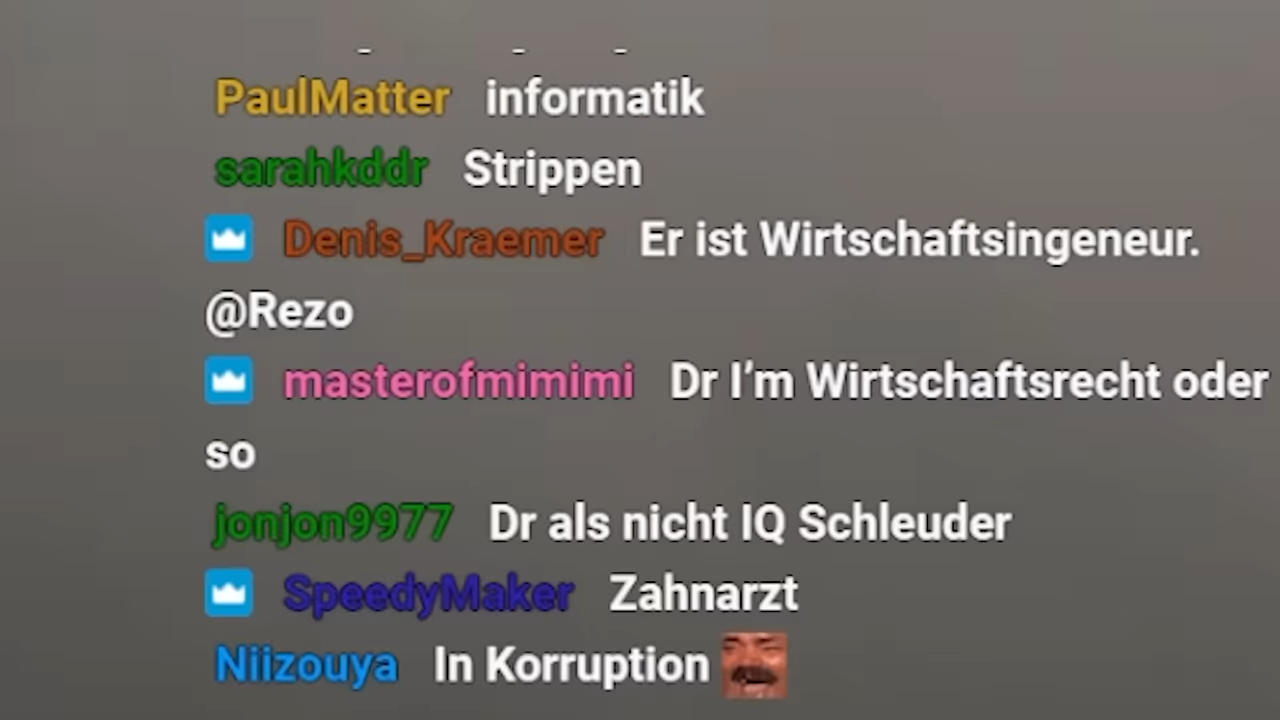 PaulMatter informatik
sarahkddr Strippen
Denis_Kraemer Er ist Wirtschaftsingeneur.
@Rezo
masterofmimimi Dr I’m Wirtschaftsrecht oder
so
jonjon9977 Dr als nicht IQ Schleuder
SpeedyMaker Zahnarzt
Niizouya In Korruption